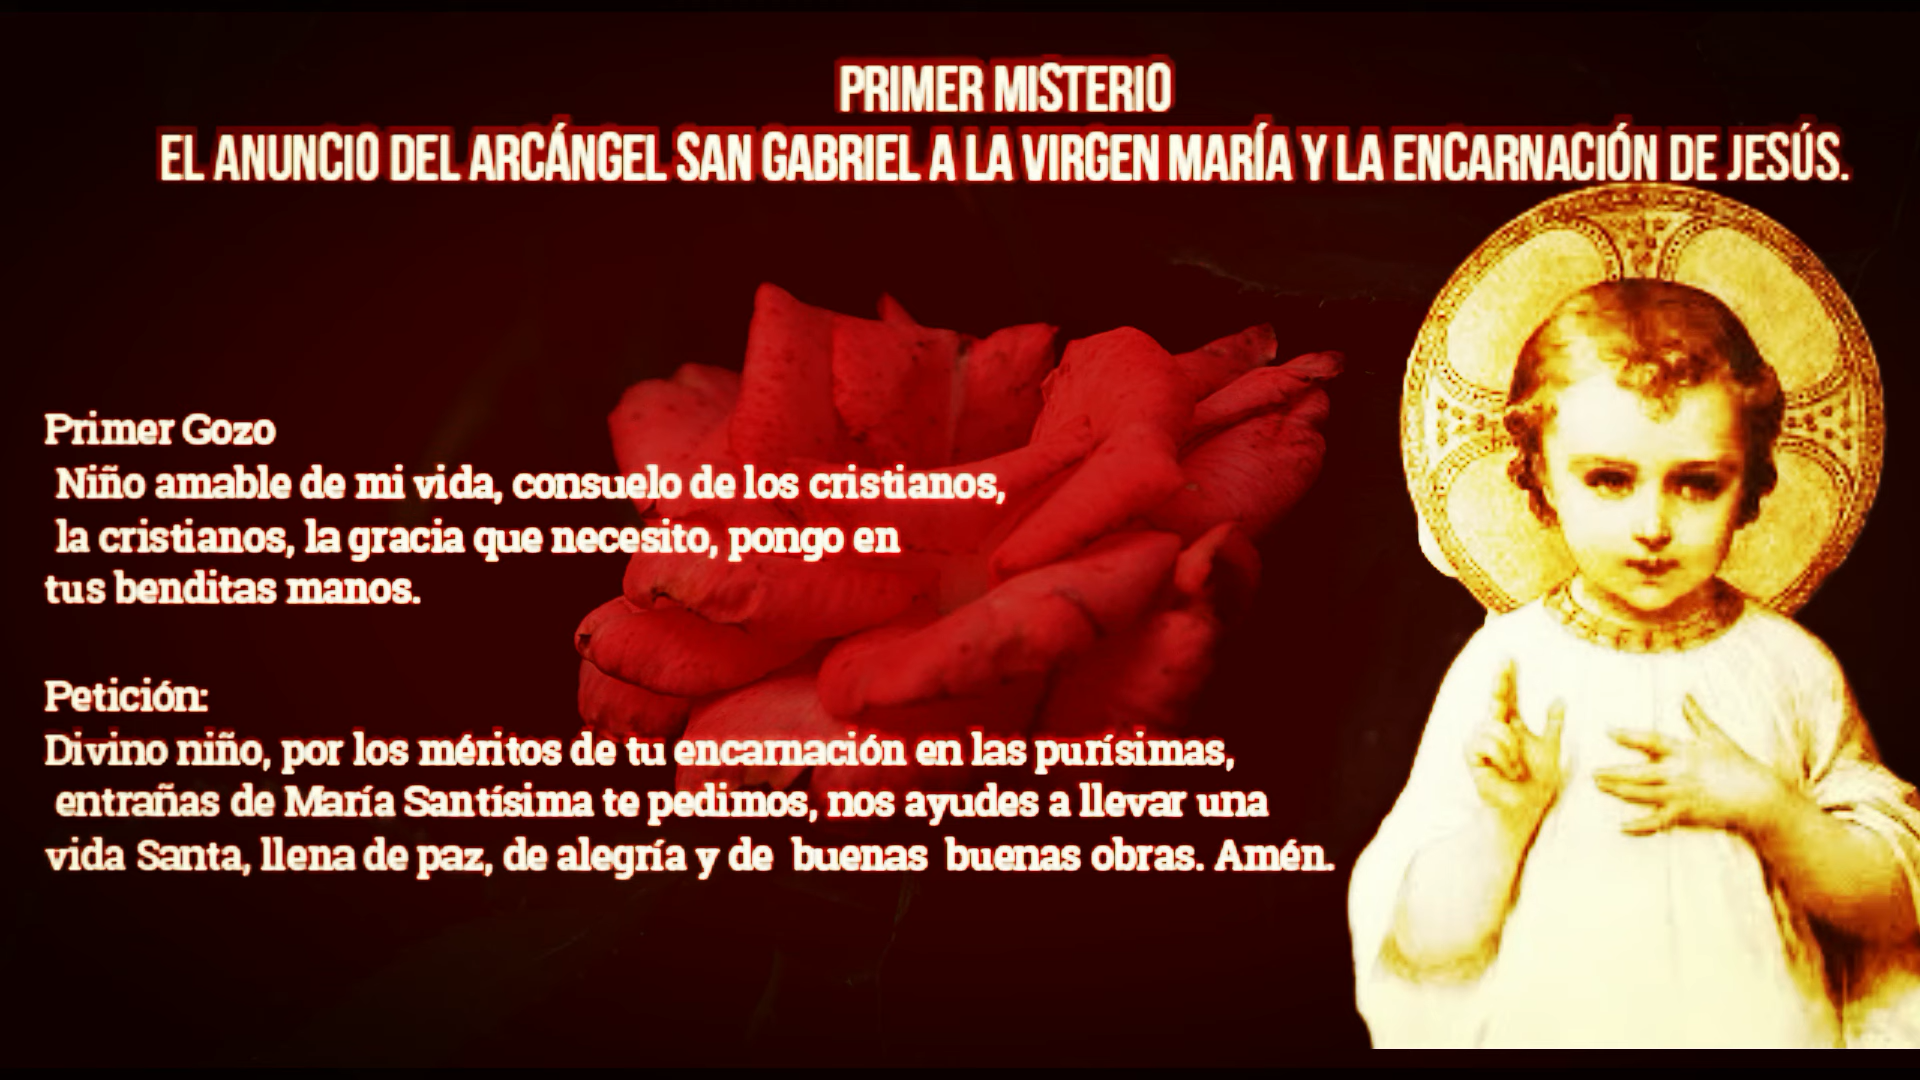 PRIMER MISTERIO
EL ANUNCIO DEL ARCÁNGEL SAN GABRIEL A LA VIRGEN MARÍA Y LA ENCARNACIÓN DE JESÚS.
Primer Gozo
Niño amable de mi vida, consuelo de los cristianos,
la cristianos, la gracia que necesito, pongo en
tus benditas manos.
Petición:
Divino niño, por los méritos de tu encarnación en las purísimas,
entrañas de María Santísima te pedimos, nos ayudes a llevar una
vida Santa, llena de paz, de alegría y de buenas buenas obras. Amén.